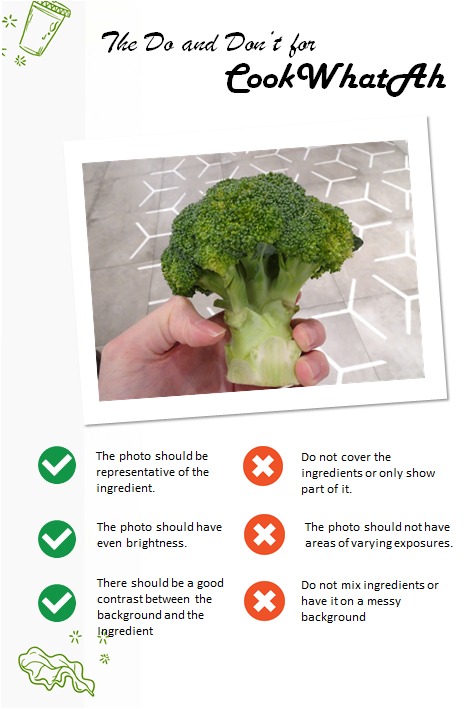 The Do and Don't for
CookWhatAh
The photo should be
representative of the
ingredient.
Do not cover the
ingredients or only show
part of it.
The photo should have
even brightness.
The photo should not have
areas of varying exposures.
There should be a good
contrast between the
background and the
Ingredient
Do not mix ingredients or
have it on a messy
background